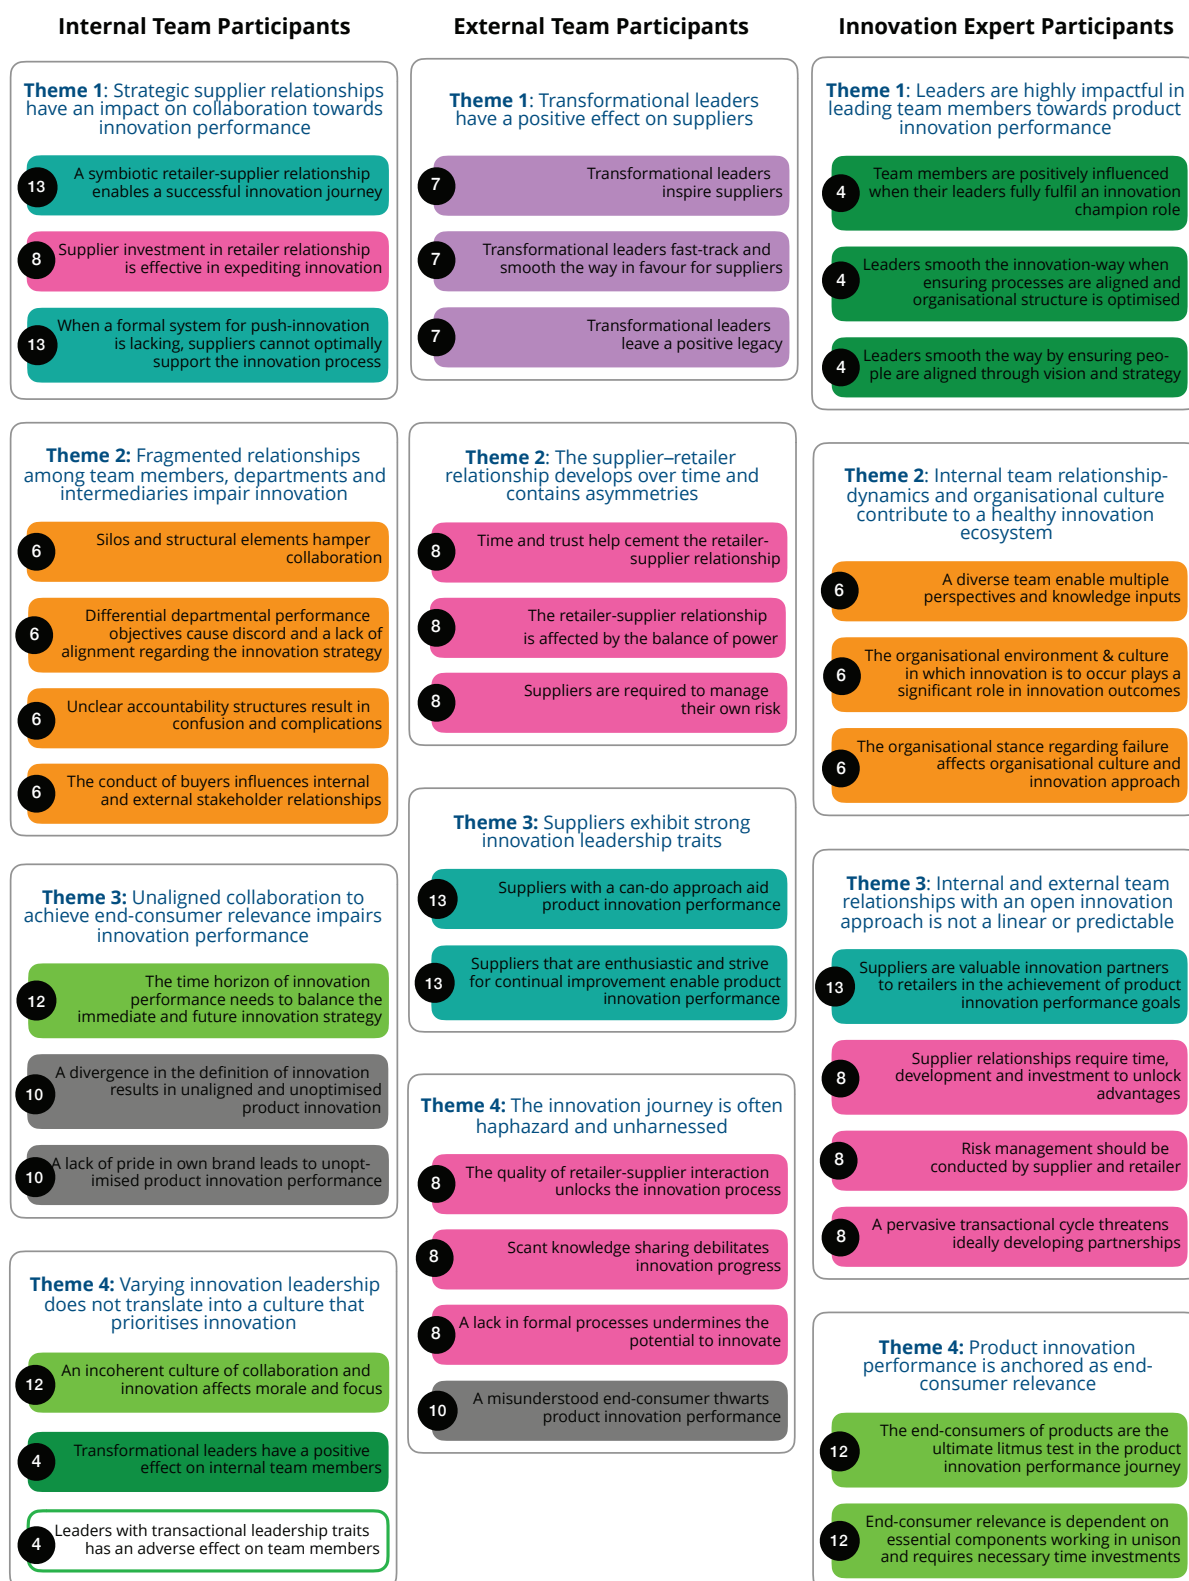 Internal Team Participants
Theme 1: Strategic supplier relationships
have an impact on collaboration towards
innovation performance
13
A symbiotic retailer-supplier relationship
enables a successful innovation journey
8
Supplier investment in retailer relationship
is effective in expediting innovation
13
When a formal system for push-innovation
is lacking, suppliers cannot optimally
support the innovation process
Theme 2: Fragmented relationships
among team members, departments and
intermediaries impair innovation
6
Silos and structural elements hamper
collaboration
6
Differential departmental performance
objectives cause discord and a lack of
alignment regarding the innovation strategy
6
Unclear accountability structures result in
confusion and complications
6
The conduct of buyers influences internal
and external stakeholder relationships
Theme 3: Unaligned collaboration to
achieve end-consumer relevance impairs
innovation performance
12
The time horizon of innovation
performance needs to balance the
immediate and future innovation strategy
10
A divergence in the definition of innovation
results in unaligned and unoptimised
product innovation
10
A lack of pride in own brand leads to unopt-
imised product innovation performance
Theme 4: Varying innovation leadership
does not translate into a culture that
prioritises innovation
12
An incoherent culture of collaboration and
innovation affects morale and focus
4
Transformational leaders have a positive
effect on internal team members
4
Leaders with transactional leadership traits
has an adverse effect on team members
External Team Participants
Theme 1: Transformational leaders
have a positive effect on suppliers
7
Transformational leaders
inspire suppliers
7
Transformational leaders fast-track and
smooth the way in favour for suppliers
7
Transformational leaders
leave a positive legacy
Theme 2: The supplier–retailer
relationship develops over time and
contains asymmetries
8
Time and trust help cement the retailer-
supplier relationship
8
The retailer-supplier relationship
is affected by the balance of power
8
Suppliers are required to manage
their own risk
Theme 3: Suppliers exhibit strong
innovation leadership traits
13
Suppliers with a can-do approach aid
product innovation performance
13
Suppliers that are enthusiastic and strive
for continual improvement enable product
innovation performance
Theme 4: The innovation journey is often
haphazard and unharnessed
8
The quality of retailer-supplier interaction
unlocks the innovation process
8
Scant knowledge sharing debilitates
innovation progress
8
A lack in formal processes undermines the
potential to innovate
10
A misunderstood end-consumer thwarts
product innovation performance
Innovation Expert Participants
Theme 1: Leaders are highly impactful in
leading team members towards product
innovation performance
4
Team members are positively influenced
when their leaders fully fulfil an innovation
champion role
4
Leaders smooth the innovation-way when
ensuring processes are aligned and
organisational structure is optimised
4
Leaders smooth the way by ensuring peo-
ple are aligned through vision and strategy
Theme 2: Internal team relationship-
dynamics and organisational culture
contribute to a healthy innovation
ecosystem
6
A diverse team enable multiple
perspectives and knowledge inputs
6
The organisational environment & culture
in which innovation is to occur plays a
significant role in innovation outcomes
6
The organisational stance regarding failure
affects organisational culture and
innovation approach
Theme 3: Internal and external team
relationships with an open innovation
approach is not a linear or predictable
13
Suppliers are valuable innovation partners
to retailers in the achievement of product
innovation performance goals
8
Supplier relationships require time,
development and investment to unlock
advantages
8
Risk management should be
conducted by supplier and retailer
8
A pervasive transactional cycle threatens
ideally developing partnerships
Theme 4: Product innovation
performance is anchored as end-
consumer relevance
12
The end-consumers of products are the
ultimate litmus test in the product
innovation performance journey
12
End-consumer relevance is dependent on
essential components working in unison
and requires necessary time investments